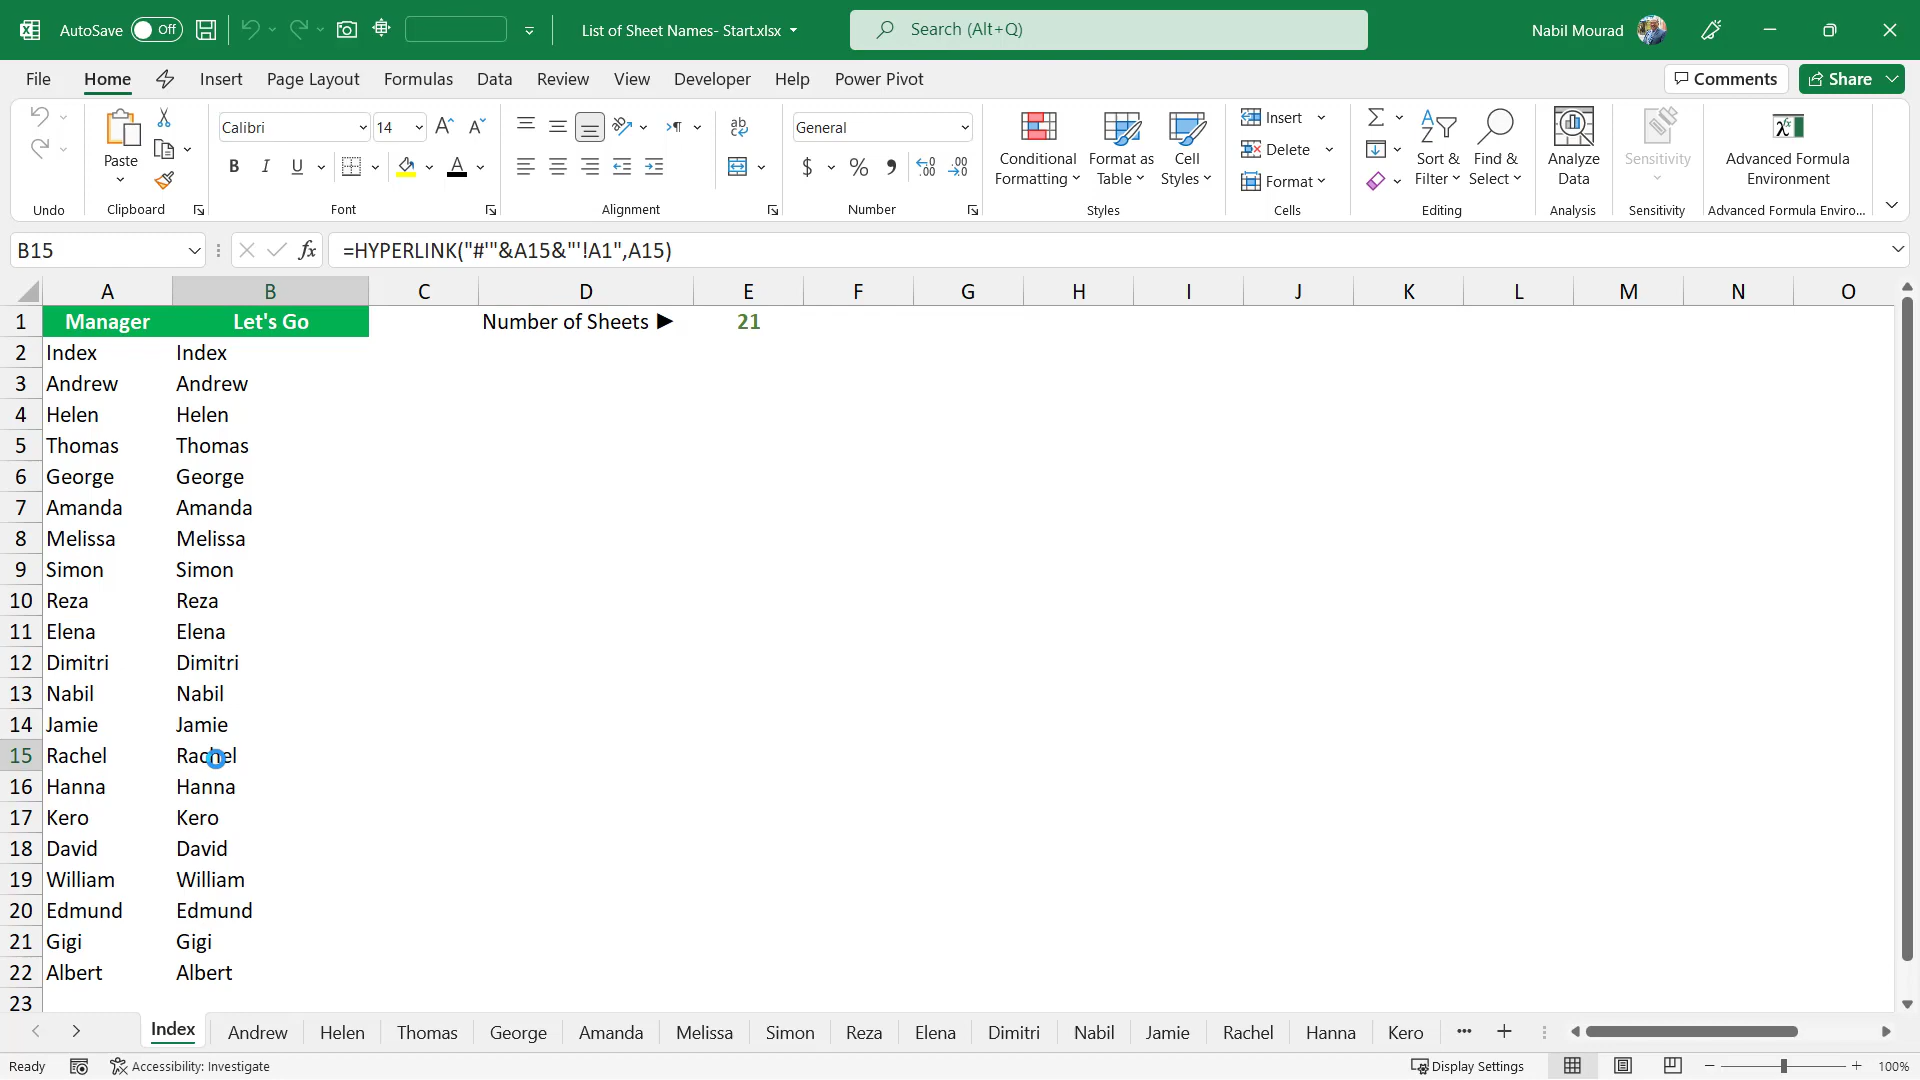 AutoSave Off
List of Sheet Names- Start.xlsx
Search (Alt+Q)
Nabil Mourad
File Home Insert Page Layout Formulas Data Review View Developer Help Power Pivot Comments Share
Undo
Paste
Clipboard
Calibri 14
B I U A
Font
ab
Alignment
General
$ % , .00
Number
Conditional Formatting
Format as Table
Cell Styles
Styles
Insert
Delete
Format
Cells
Sort & Filter
Find & Select
Editing
Analyze Data
Analysis
Sensitivity
Sensitivity
Advanced Formula Environment
Advanced Formula Enviro...
B15 fx =HYPERLINK("#'"&A15&"'!A1",A15)
A B C D E F G H I J K L M N O
1 Manager Let's Go Number of Sheets ► 21
2 Index Index
3 Andrew Andrew
4 Helen Helen
5 Thomas Thomas
6 George George
7 Amanda Amanda
8 Melissa Melissa
9 Simon Simon
10 Reza Reza
11 Elena Elena
12 Dimitri Dimitri
13 Nabil Nabil
14 Jamie Jamie
15 Rachel Rachel
16 Hanna Hanna
17 Kero Kero
18 David David
19 William William
20 Edmund Edmund
21 Gigi Gigi
22 Albert Albert
23
Index Andrew Helen Thomas George Amanda Melissa Simon Reza Elena Dimitri Nabil Jamie Rachel Hanna Kero ...
Ready Accessibility: Investigate Display Settings 100%